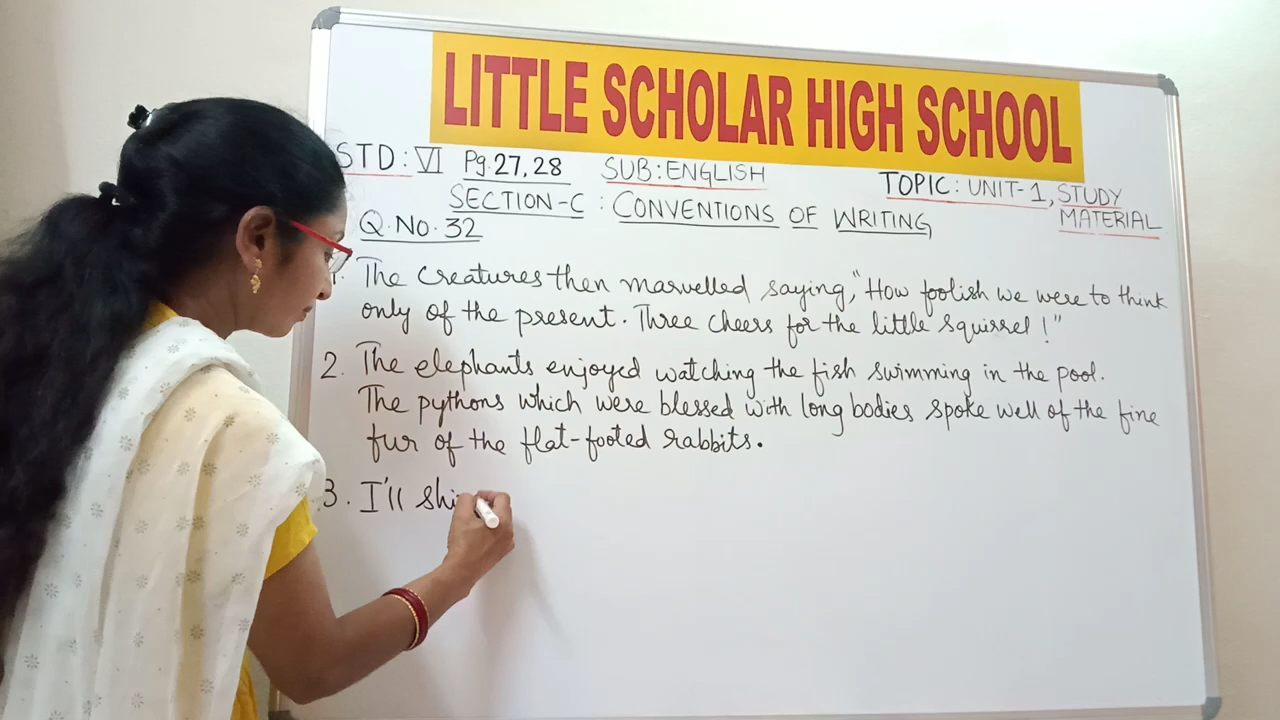 LITTLE SCHOLAR HIGH SCHOOL
STD: VI Pg. 27, 28 SUB: ENGLISH TOPIC: UNIT-1, STUDY MATERIAL
SECTION-C : CONVENTIONS OF WRITING
Q. No. 32
1. The creatures then marvelled saying, "How foolish we were to think
only of the present. Three cheers for the little squirrel!"
2. The elephants enjoyed watching the fish swimming in the pool.
The pythons which were blessed with long bodies spoke well of the fine
fur of the flat-footed rabbits.
3. I'll